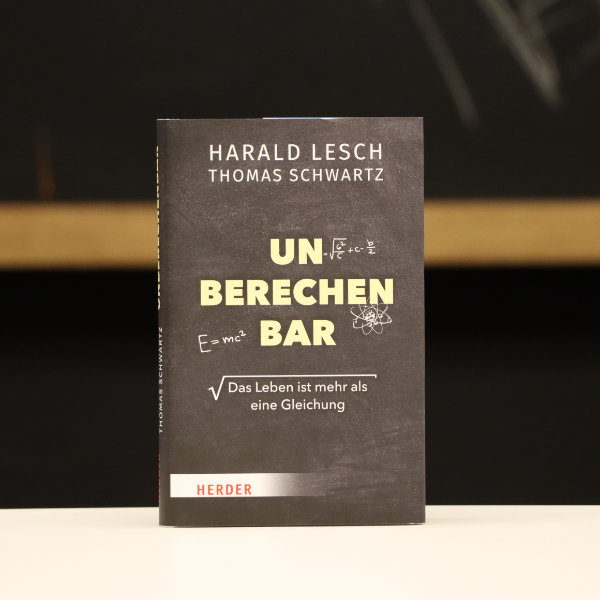 HARALD LESCH
THOMAS SCHWARTZ
UN
BERECHEN
BAR
E=mc²
Das Leben ist mehr als
eine Gleichung
HERDER
THOMAS SCHWARTZ